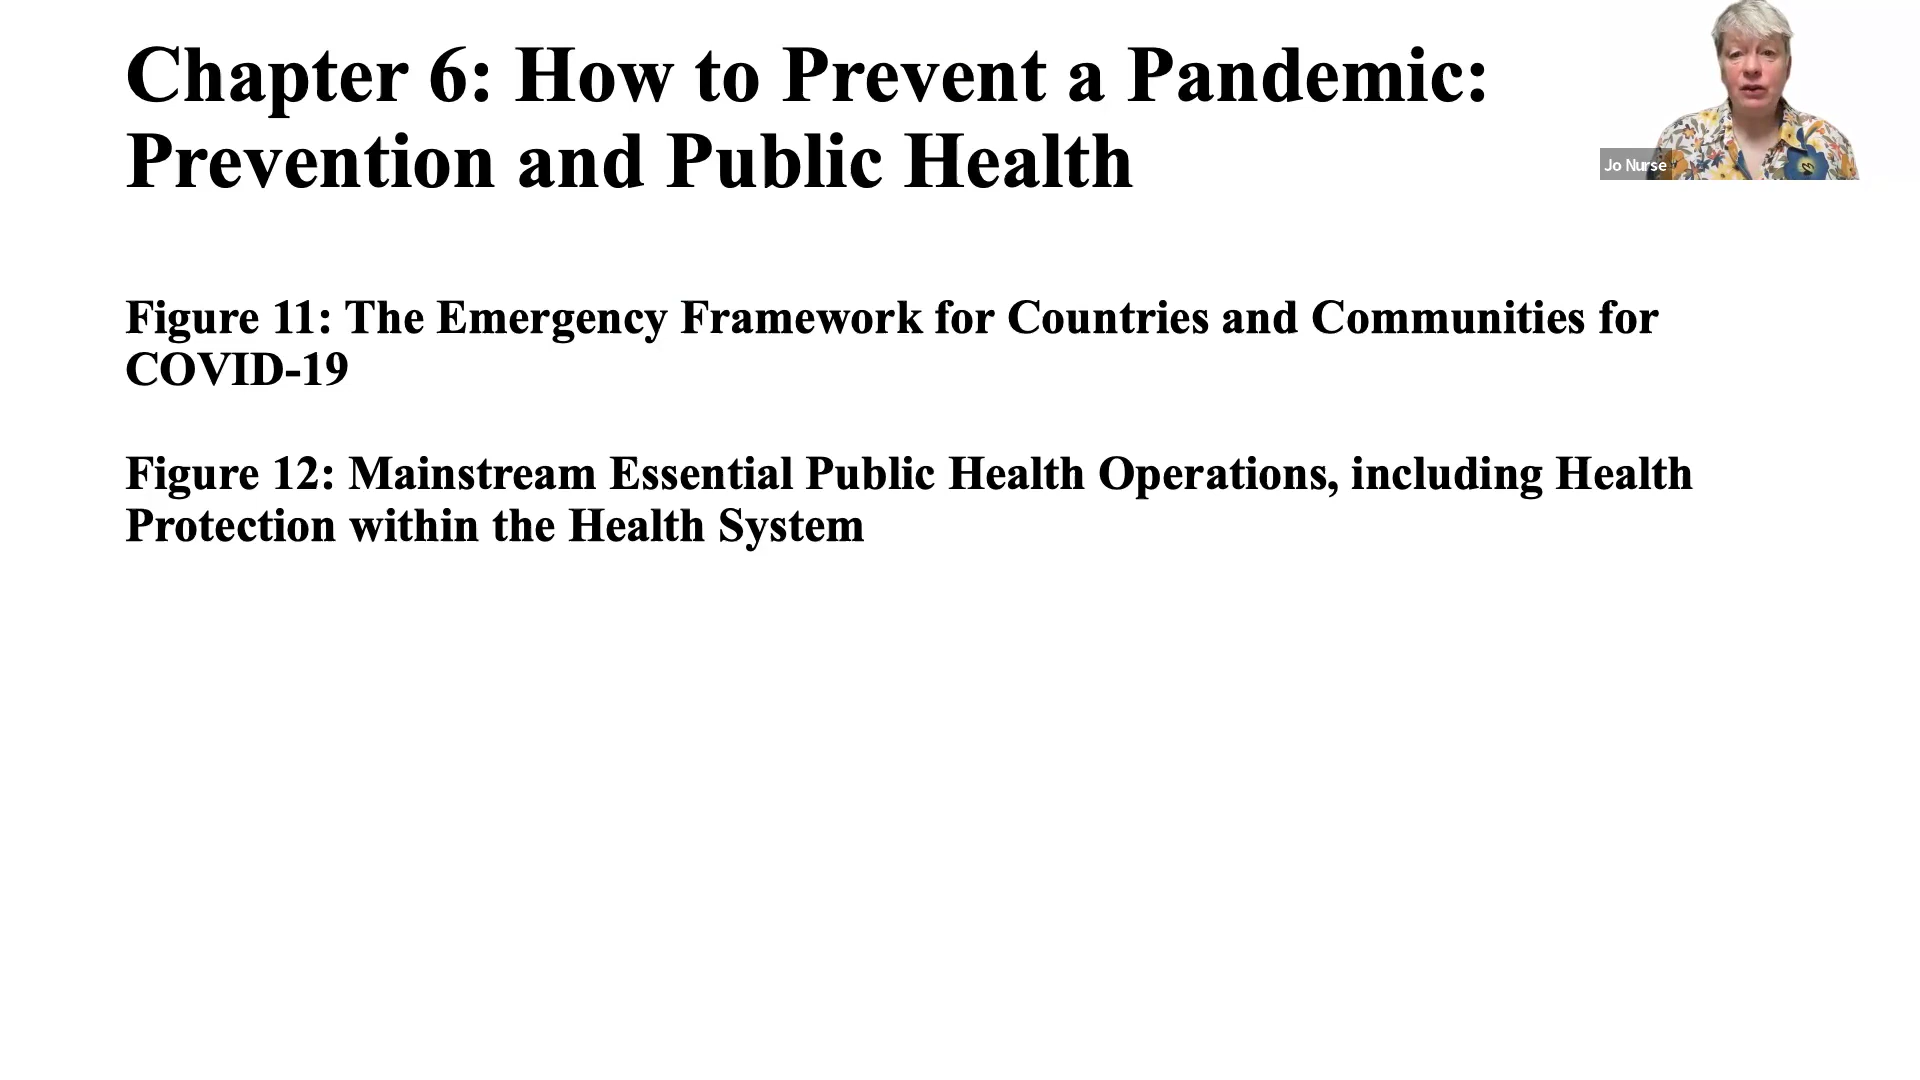 Chapter 6: How to Prevent a Pandemic:
Prevention and Public Health
Jo Nurse
Figure 11: The Emergency Framework for Countries and Communities for
COVID-19
Figure 12: Mainstream Essential Public Health Operations, including Health
Protection within the Health System